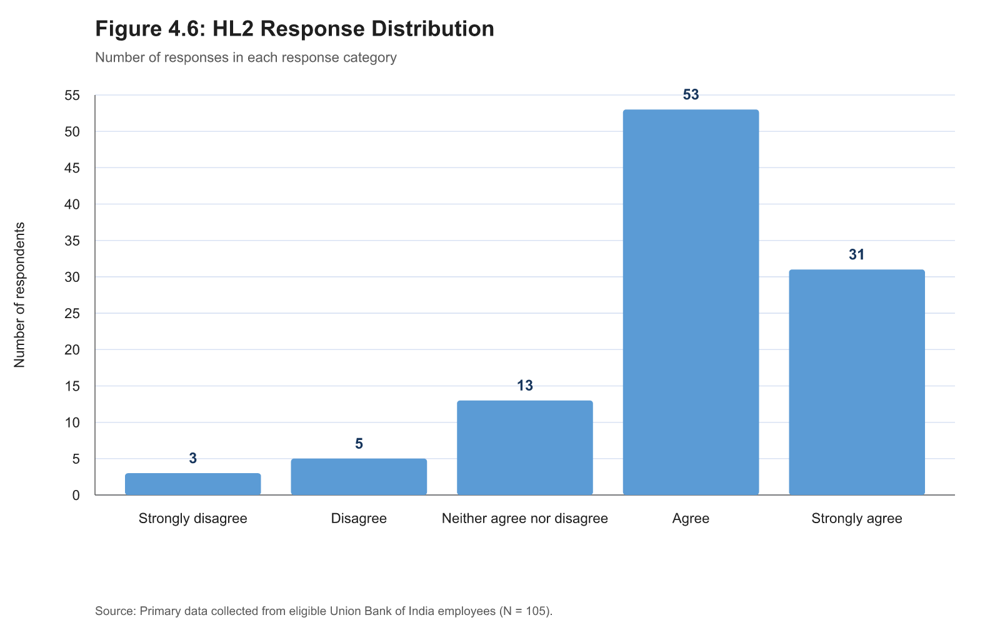 Figure 4.6: HL2 Response Distribution
Number of responses in each response category
Number of respondents
55
50
45
40
35
30
25
20
15
10
5
0
3
5
13
53
31
Strongly disagree
Disagree
Neither agree nor disagree
Agree
Strongly agree
Source: Primary data collected from eligible Union Bank of India employees (N = 105).